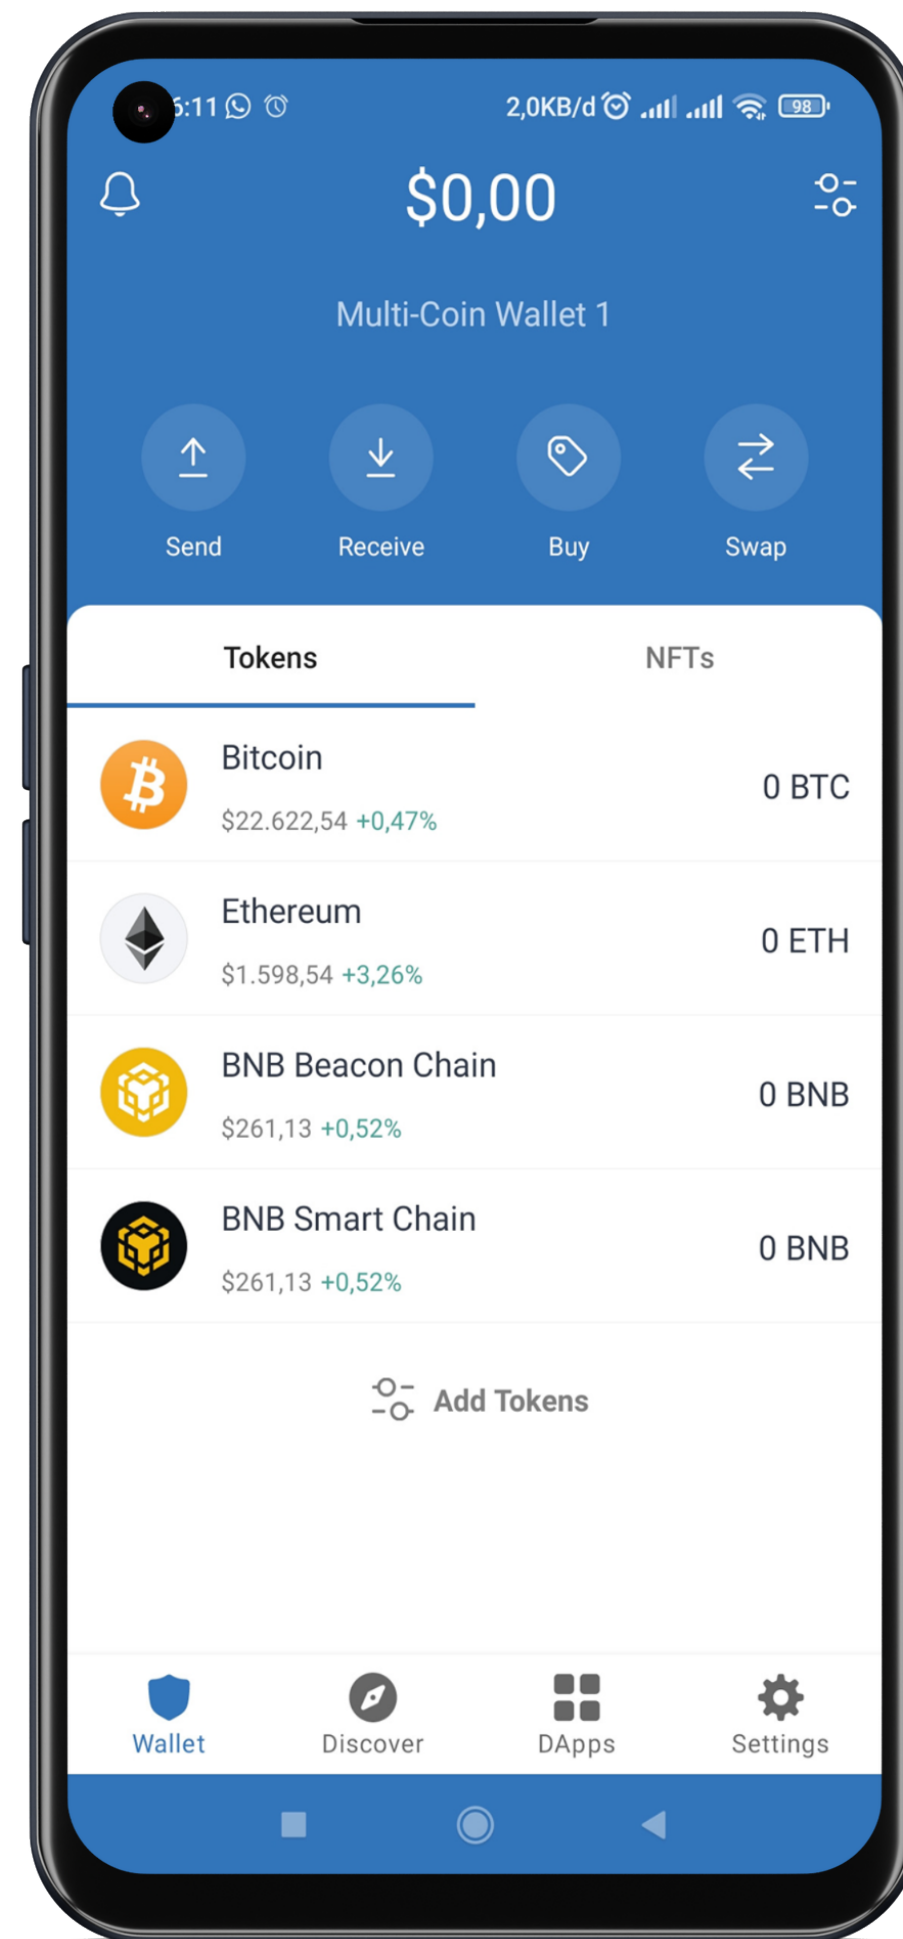 6:11 2,0KB/d 98
$0,00
Multi-Coin Wallet 1
Send Receive Buy Swap
Tokens NFTs
Bitcoin
0 BTC
$22.622,54 +0,47%
Ethereum
0 ETH
$1.598,54 +3,26%
BNB Beacon Chain
0 BNB
$261,13 +0,52%
BNB Smart Chain
0 BNB
$261,13 +0,52%
Add Tokens
Wallet Discover DApps Settings